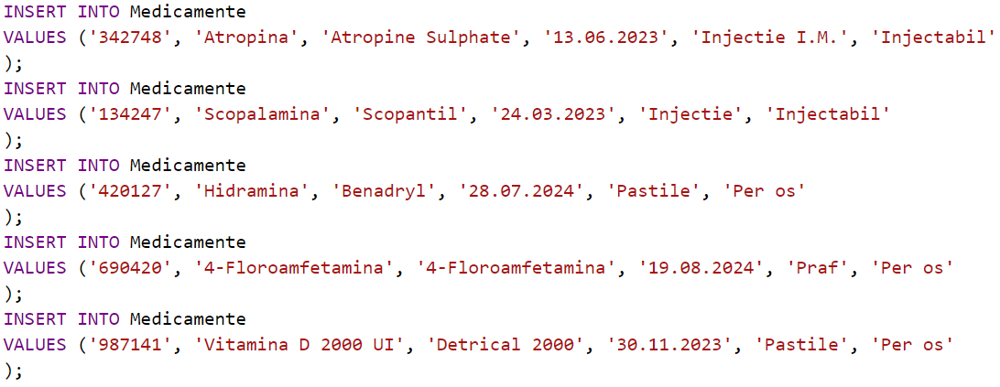 INSERT INTO Medicamente
VALUES ('342748', 'Atropina', 'Atropine Sulphate', '13.06.2023', 'Injectie I.M.', 'Injectabil'
);
INSERT INTO Medicamente
VALUES ('134247', 'Scopalamina', 'Scopantil', '24.03.2023', 'Injectie', 'Injectabil'
);
INSERT INTO Medicamente
VALUES ('420127', 'Hidramina', 'Benadryl', '28.07.2024', 'Pastile', 'Per os'
);
INSERT INTO Medicamente
VALUES ('690420', '4-Floroamfetamina', '4-Floroamfetamina', '19.08.2024', 'Praf', 'Per os'
);
INSERT INTO Medicamente
VALUES ('987141', 'Vitamina D 2000 UI', 'Detrical 2000', '30.11.2023', 'Pastile', 'Per os'
);